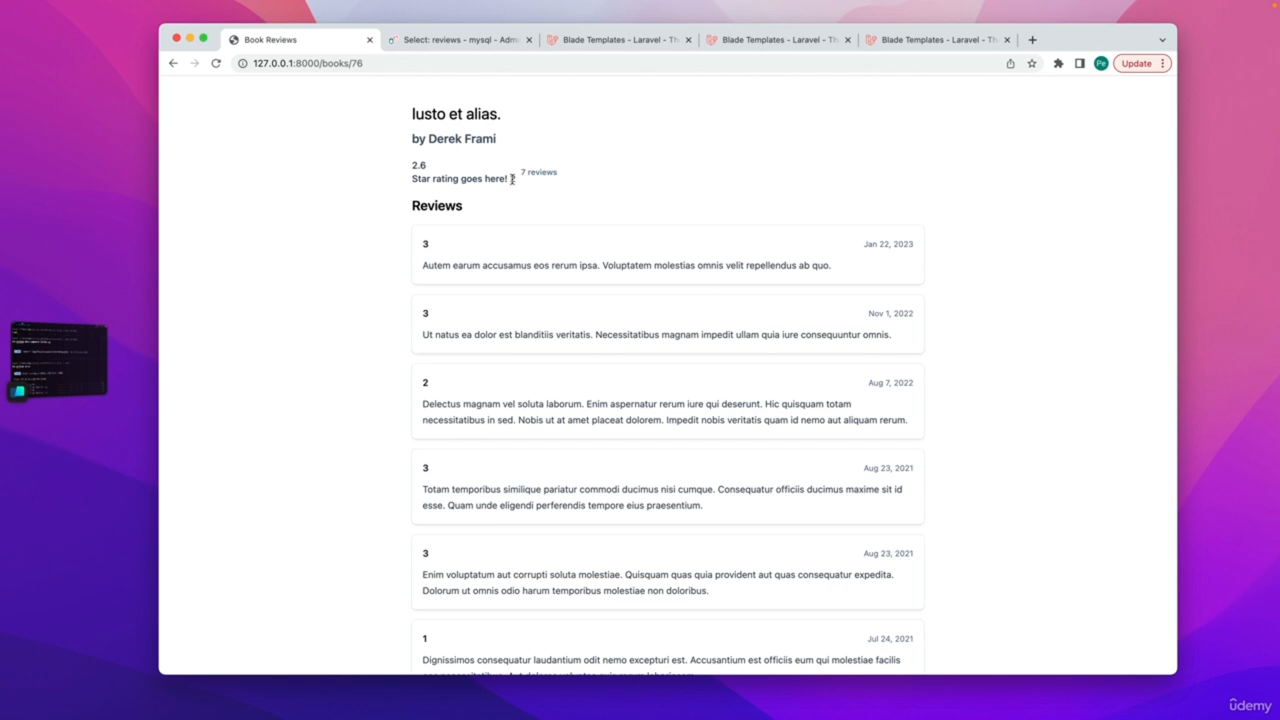 Book Reviews
Select: reviews - mysql - Admi
Blade Templates - Laravel - Th
Blade Templates - Laravel - Th
Blade Templates - Laravel - Th
127.0.0.1:8000/books/76
Pe
Update
Iusto et alias.
by Derek Frami
2.6
Star rating goes here!
7 reviews
Reviews
3 Jan 22, 2023
Autem earum accusamus eos rerum ipsa. Voluptatem molestias omnis velit repellendus ab quo.
3 Nov 1, 2022
Ut natus ea dolor est blanditiis veritatis. Necessitatibus magnam impedit ullam quia iure consequuntur omnis.
2 Aug 7, 2022
Delectus magnam vel soluta laborum. Enim aspernatur rerum iure qui deserunt. Hic quisquam totam
necessitatibus in sed. Nobis ut at amet placeat dolorem. Impedit nobis veritatis quam id nemo aut aliquam rerum.
3 Aug 23, 2021
Totam temporibus similique pariatur commodi ducimus nisi cumque. Consequatur officiis ducimus maxime sit id
esse. Quam unde eligendi perferendis tempore eius praesentium.
3 Aug 23, 2021
Enim voluptatum aut corrupti soluta molestiae. Quisquam quas quia provident aut quas consequatur expedita.
Dolorum ut omnis odio harum temporibus molestiae non doloribus.
1 Jul 24, 2021
Dignissimos consequatur laudantium odit nemo excepturi est. Accusantium est officiis eum qui molestiae facilis
ûdemy